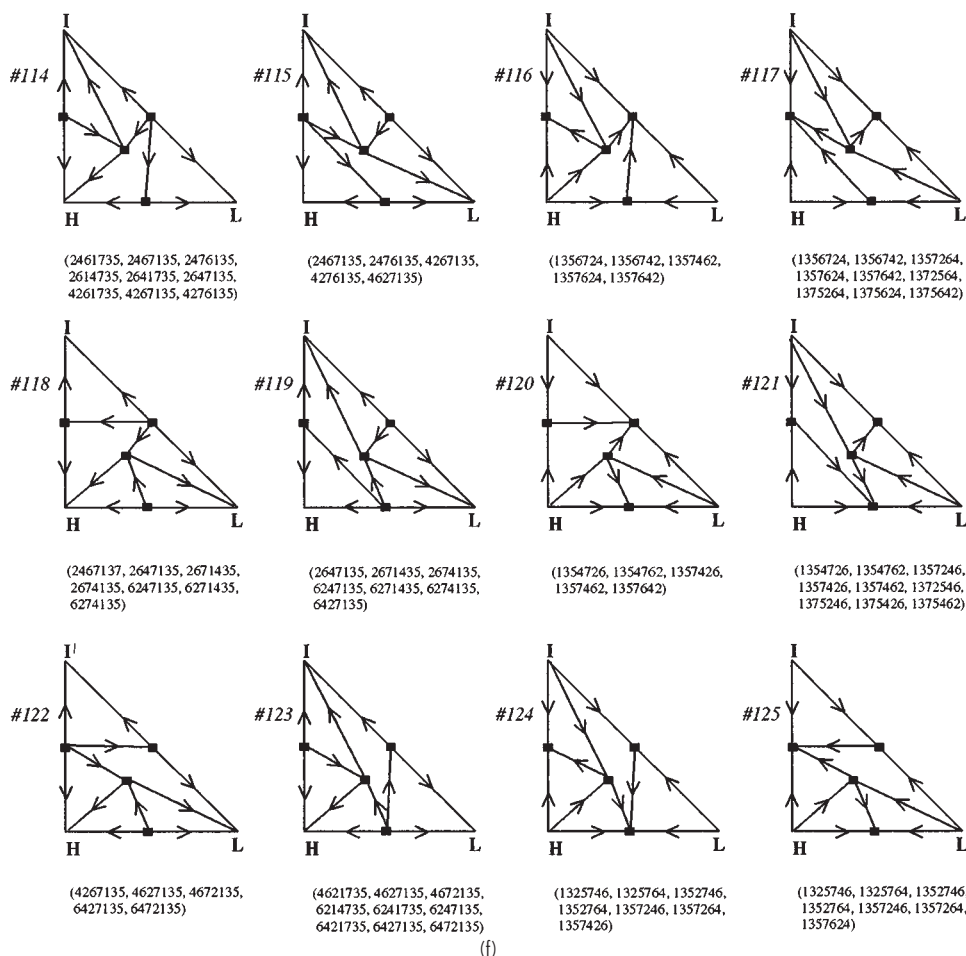 I I I I
#114 #115 #116 #117
H L H L H L H L
(2461735, 2467135, 2476135, (2467135, 2476135, 4267135, (1356724, 1356742, 1357462, (1356724, 1356742, 1357264,
2614735, 2641735, 2647135, 4276135, 4627135) 1357624, 1357642) 1357624, 1357642, 1372564,
4261735, 4267135, 4276135) 1375264, 1375624, 1375642)
I I I I
#118 #119 #120 #121
H L H L H L H L
(2467137, 2647135, 2671435, (2647135, 2671435, 2674135, (1354726, 1354762, 1357426, (1354726, 1354762, 1357246,
2674135, 6247135, 6271435, 6247135, 6271435, 6274135, 1357462, 1357642) 1357426, 1357462, 1372546,
6274135) 6427135) 1375246, 1375426, 1375462)
I I I I
#122 #123 #124 #125
H L H L H L H L
(4267135, 4627135, 4672135, (4621735, 4627135, 4672135, (1325746, 1325764, 1352746, (1325746, 1325764, 1352746,
6427135, 6472135) 6214735, 6241735, 6247135, 1352764, 1357246, 1357264, 1352764, 1357246, 1357264,
6421735, 6427135, 6472135) 1357426) 1357624)
(f)